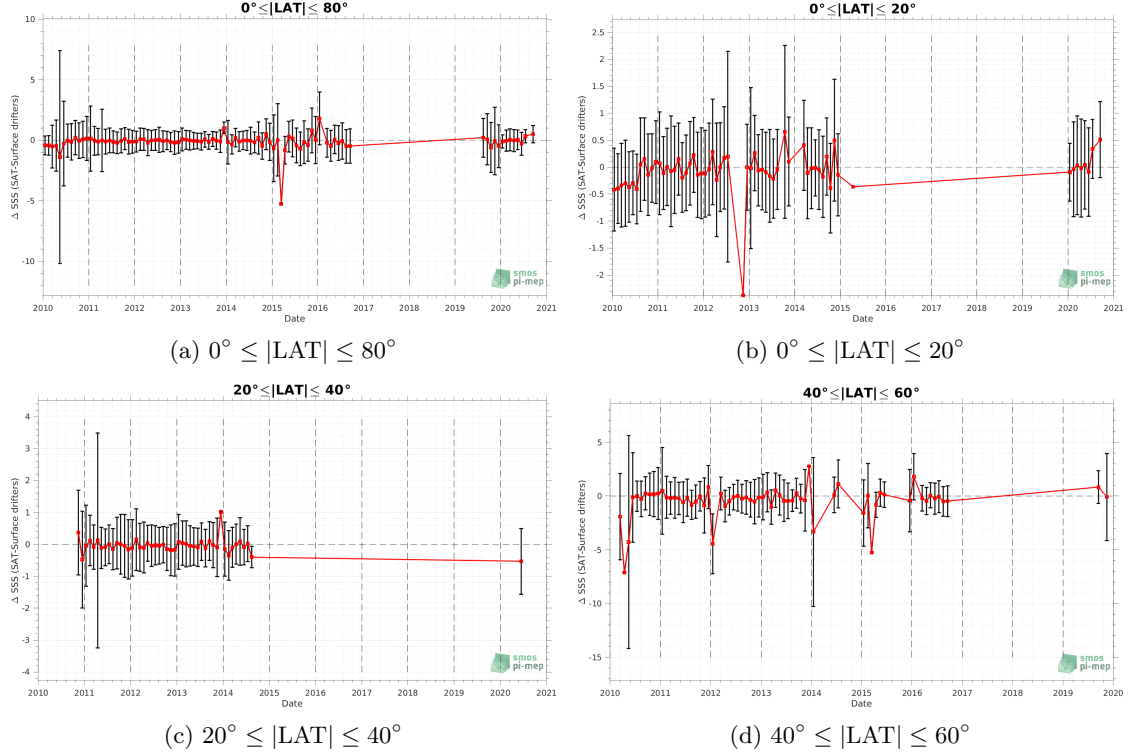 0°≤|LAT|≤ 80°
Δ SSS (SAT-Surface drifters)
10
5
0
-5
-10
2010 2011 2012 2013 2014 2015 2016 2017 2018 2019 2020 2021
Date
smos
pi-mep
(a) 0° ≤ |LAT| ≤ 80°
0°≤|LAT|≤ 20°
Δ SSS (SAT-Surface drifters)
2.5
2
1.5
1
0.5
0
-0.5
-1
-1.5
-2
2010 2011 2012 2013 2014 2015 2016 2017 2018 2019 2020 2021
Date
smos
pi-mep
(b) 0° ≤ |LAT| ≤ 20°
20°≤|LAT|≤ 40°
Δ SSS (SAT-Surface drifters)
4
3
2
1
0
-1
-2
-3
-4
2010 2011 2012 2013 2014 2015 2016 2017 2018 2019 2020 2021
Date
smos
pi-mep
(c) 20° ≤ |LAT| ≤ 40°
40°≤|LAT|≤ 60°
Δ SSS (SAT-Surface drifters)
5
0
-5
-10
-15
2010 2011 2012 2013 2014 2015 2016 2017 2018 2019 2020
Date
smos
pi-mep
(d) 40° ≤ |LAT| ≤ 60°